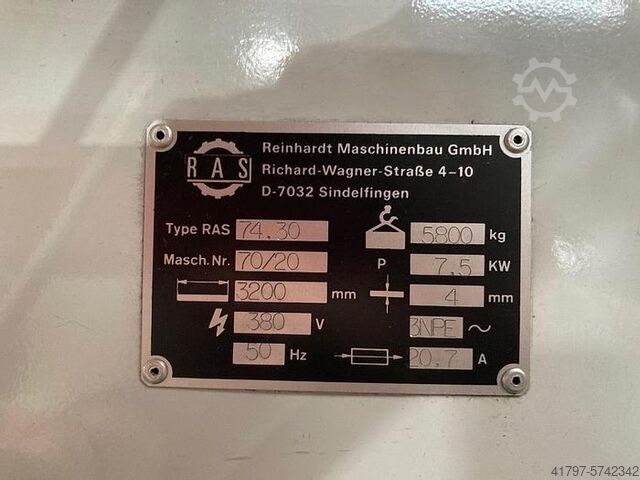 RAS
Reinhardt Maschinenbau GmbH
Richard-Wagner-Straße 4-10
D-7032 Sindelfingen
Type RAS 74.30 5800 kg
Masch. Nr. 70/20 P 7,5 KW
3200 mm 4 mm
380 V 3NPE ~
50 Hz 20,7 A
41797-5742342